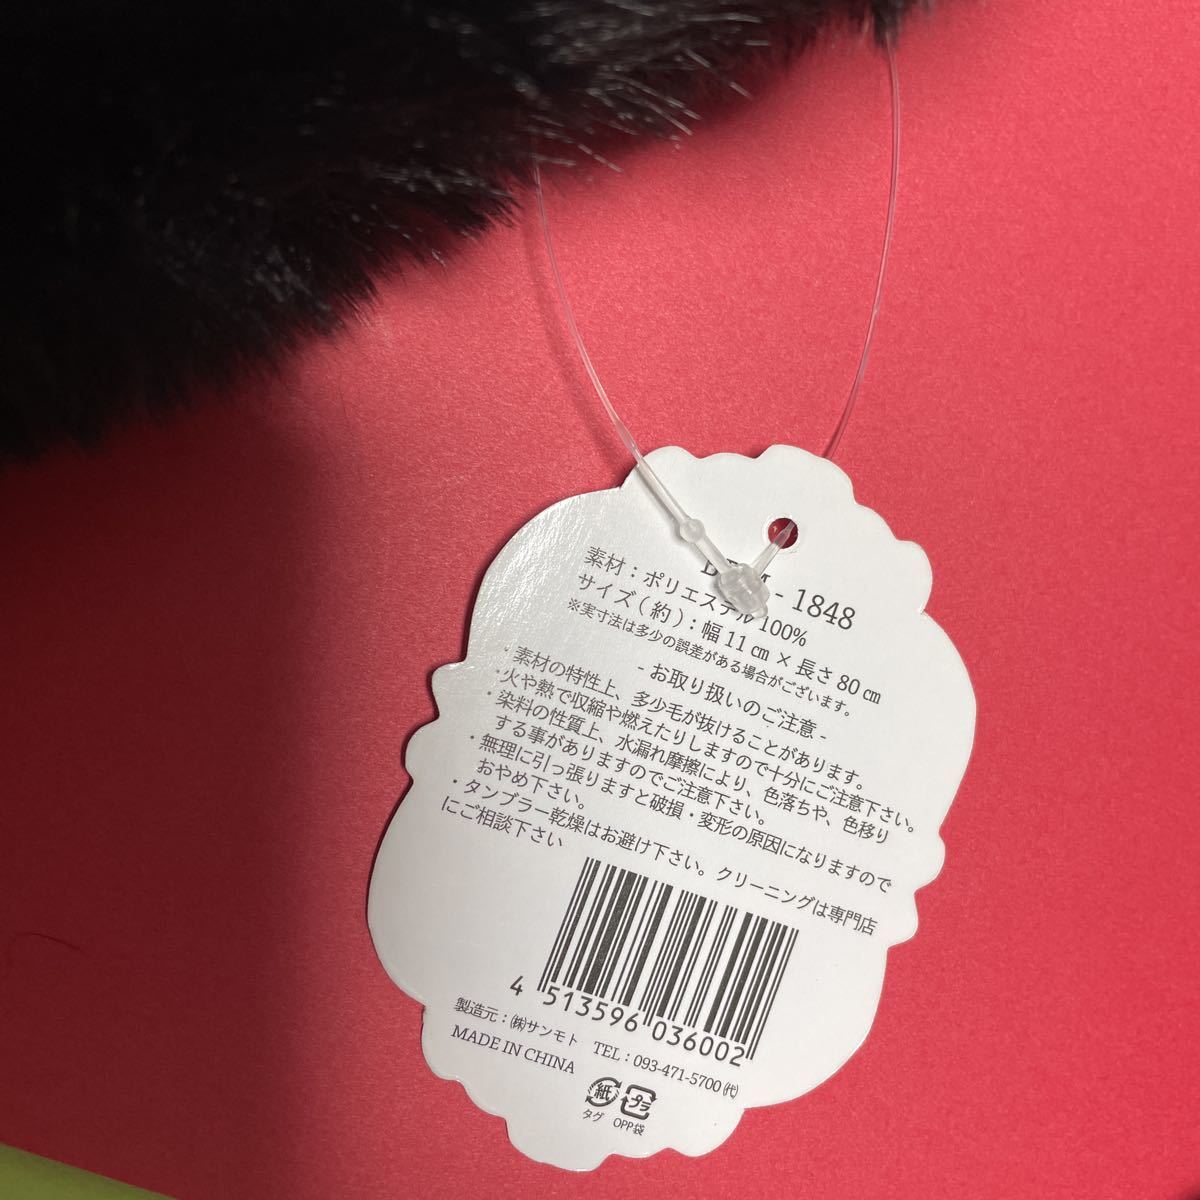 - 1848
素材：ポリエステル 100%
サイズ ( 約 )：幅 11 ㎝ × 長さ 80 ㎝
※実寸法は多少の誤差がある場合がございます。
- お取り扱いのご注意 -
・素材の特性上、多少毛が抜けることがあります。
・火や熱で収縮や燃えたりしますので十分にご注意下さい。
・染料の性質上、水漏れ摩擦により、色落ちや、色移り
する事がありますのでご注意下さい。
・無理に引っ張りますと破損・変形の原因になりますので
おやめ下さい。
・タンブラー乾燥はお避け下さい。クリーニングは専門店
にご相談下さい
4 513596 036002
製造元：㈱サンモト　TEL：093-471-5700 ㈹
MADE IN CHINA
紙 プラ
タグ OPP袋